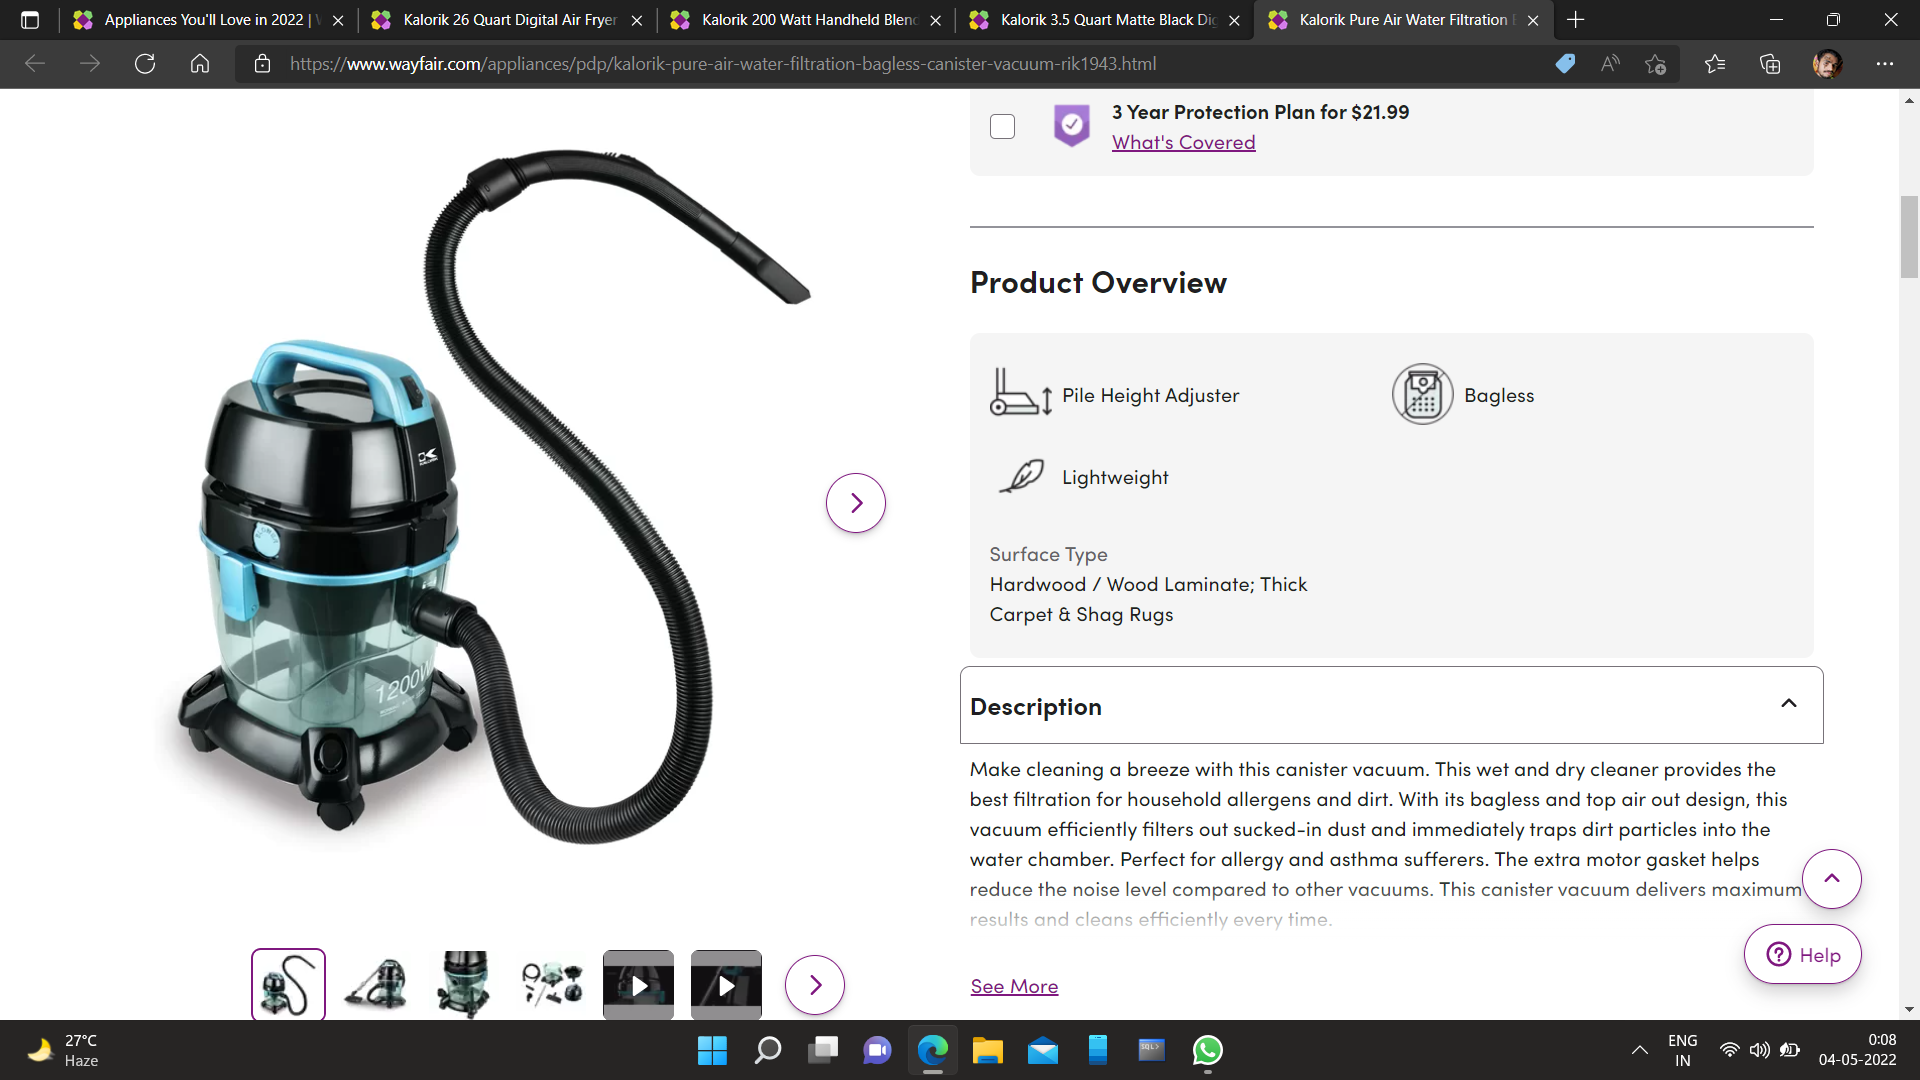 Appliances You'll Love in 2022 |
Kalorik 26 Quart Digital Air Fryer
Kalorik 200 Watt Handheld Blend
Kalorik 3.5 Quart Matte Black Dig
Kalorik Pure Air Water Filtration
https://www.wayfair.com/appliances/pdp/kalorik-pure-air-water-filtration-bagless-canister-vacuum-rik1943.html
3 Year Protection Plan for $21.99
What's Covered
Product Overview
Pile Height Adjuster
Bagless
Lightweight
Surface Type
Hardwood / Wood Laminate; Thick
Carpet & Shag Rugs
1200W
Description
Make cleaning a breeze with this canister vacuum. This wet and dry cleaner provides the
best filtration for household allergens and dirt. With its bagless and top air out design, this
vacuum efficiently filters out sucked-in dust and immediately traps dirt particles into the
water chamber. Perfect for allergy and asthma sufferers. The extra motor gasket helps
reduce the noise level compared to other vacuums. This canister vacuum delivers maximum
results and cleans efficiently every time.
See More
Help
27°C
Haze
SQL>
ENG
IN
0:08
04-05-2022